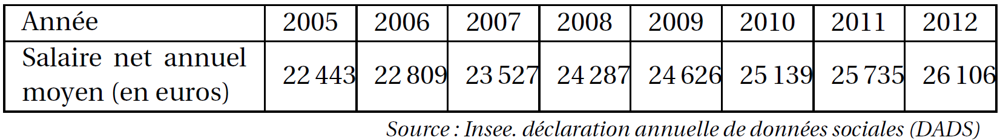 Année 2005 2006 2007 2008 2009 2010 2011 2012
Salaire net annuel
moyen (en euros) 22 443 22 809 23 527 24 287 24 626 25 139 25 735 26 106
Source : Insee. déclaration annuelle de données sociales (DADS)